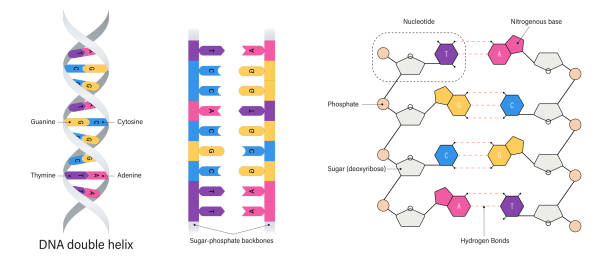 Nucleotide
Nitrogenous base
T
A
Phosphate
G
C
Sugar (deoxyribose)
C
G
A
T
Hydrogen Bonds
T A
C G
G
Guanine
G C
Cytosine
C G
G
Thymine
T A
Adenine
A
DNA double helix
T A
C G
C G
A T
C G
G C
C G
T A
T A
Sugar-phosphate backbones